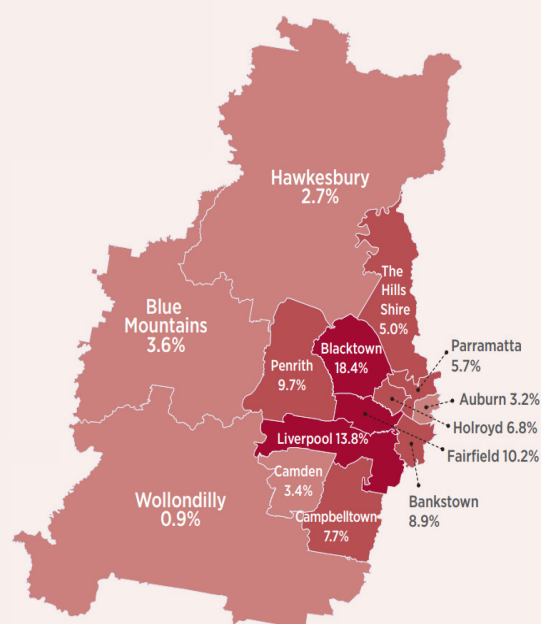 Hawkesbury
2.7%
The
Hills
Shire
5.0%
Blue
Mountains
3.6%
Blacktown
18.4%
Penrith
9.7%
Parramatta
5.7%
Auburn 3.2%
Holroyd 6.8%
Fairfield 10.2%
Liverpool 13.8%
Camden
3.4%
Wollondilly
0.9%
Campbelltown
7.7%
Bankstown
8.9%